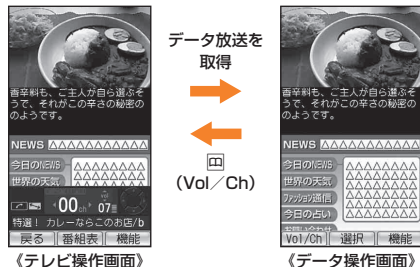 香辛料も、ご主人が自ら選ぶそ
うで、それがこの辛さの秘密の
のようです。
NEWS △△△△△△△△△△
今日のNEWS △△△△△△△△
世界の天気 △△△△△△△△
00ch 07
特選！ カレーならこのお店/b
戻る 番組表 機能
《テレビ操作画面》
データ放送を
取得
(Vol／Ch)
香辛料も、ご主人が自ら選ぶそ
うで、それがこの辛さの秘密の
のようです。
NEWS △△△△△△△△△△
今日のNEWS △△△△△△△△
世界の天気 △△△△△△△△
ファッション通信 △△△△△△△△
今日の占い △△△△△△△△
Vol/Ch 選択 機能
《データ操作画面》